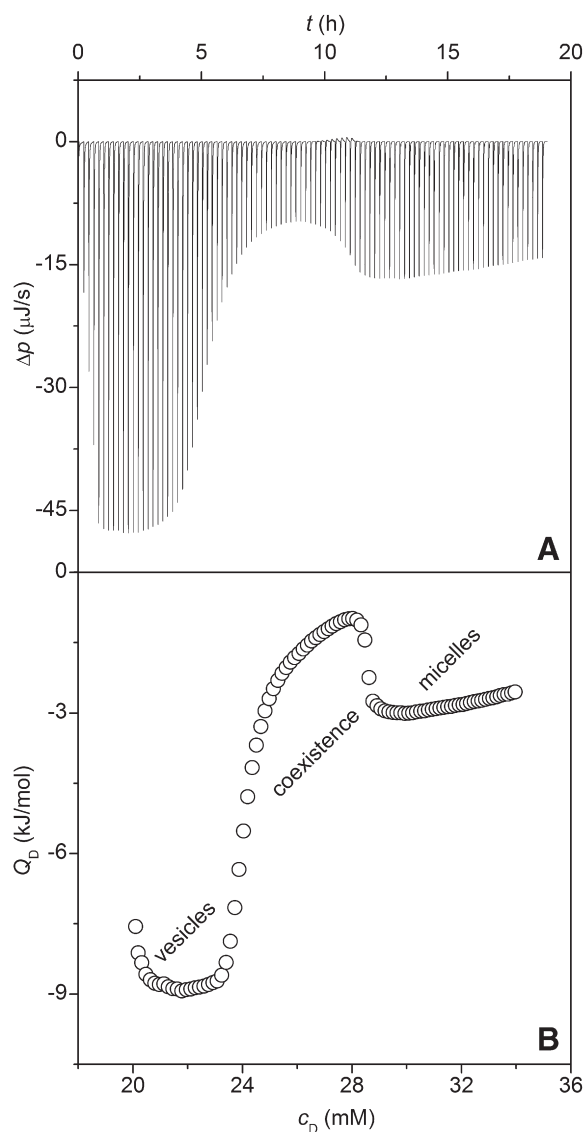 t (h)
0 5 10 15 20
0
-15
-30
-45
Δp (μJ/s)
A
0
-3
-6
-9
Q_D (kJ/mol)
micelles
coexistence
vesicles
B
20 24 28 32 36
c_D (mM)